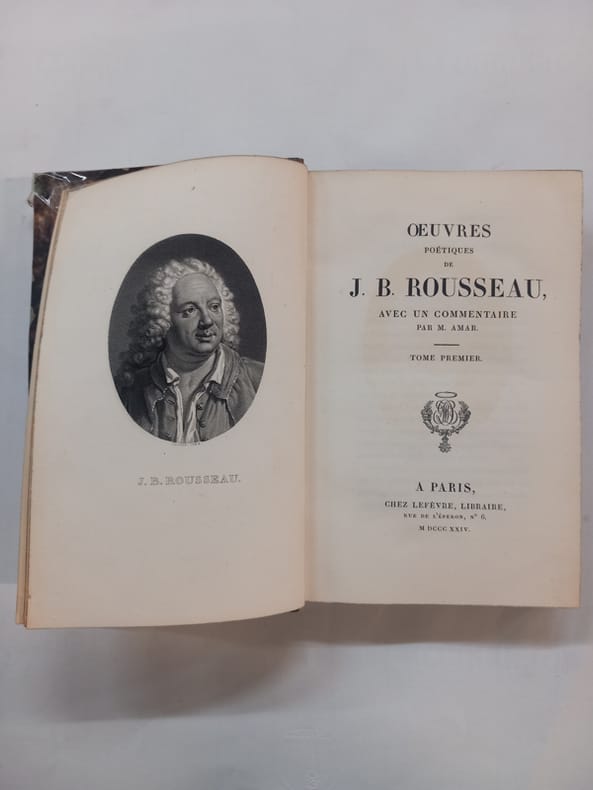 J. B. ROUSSEAU.
ŒUVRES
POÉTIQUES
DE
J. B. ROUSSEAU,
AVEC UN COMMENTAIRE
PAR M. AMAR.
TOME PREMIER.
A PARIS,
CHEZ LEFÈVRE, LIBRAIRE,
RUE DE L'ÉPERON, N° 6.
M DCCC XXIV.